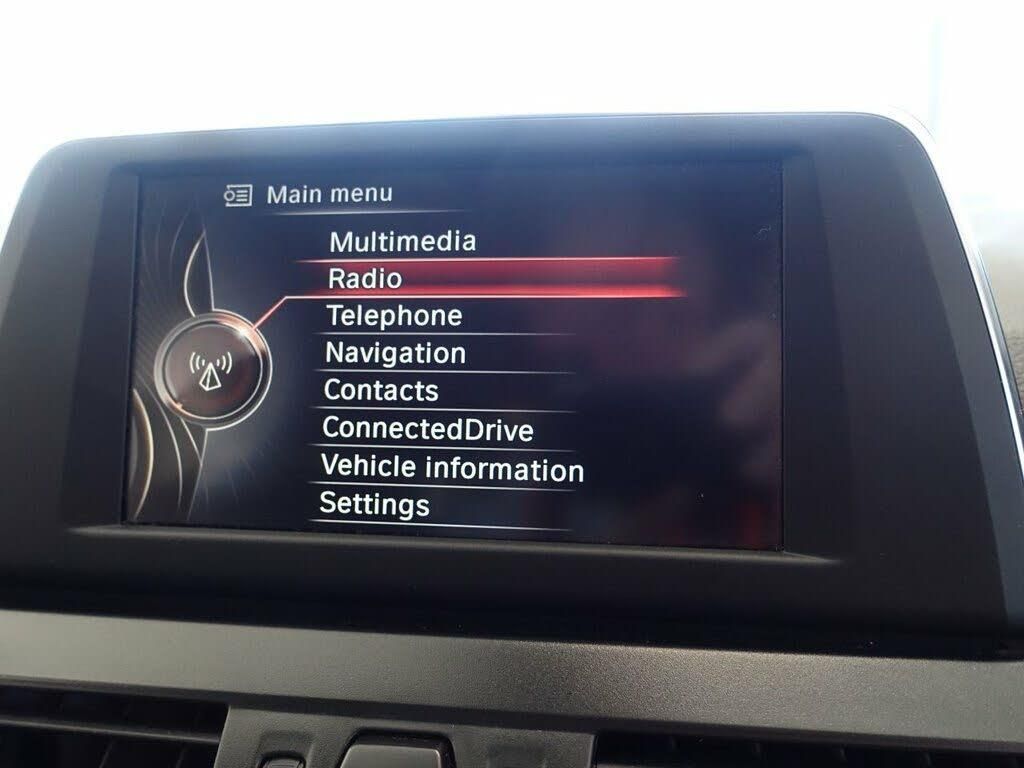 Main menu
Multimedia
Radio
Telephone
Navigation
Contacts
ConnectedDrive
Vehicle information
Settings